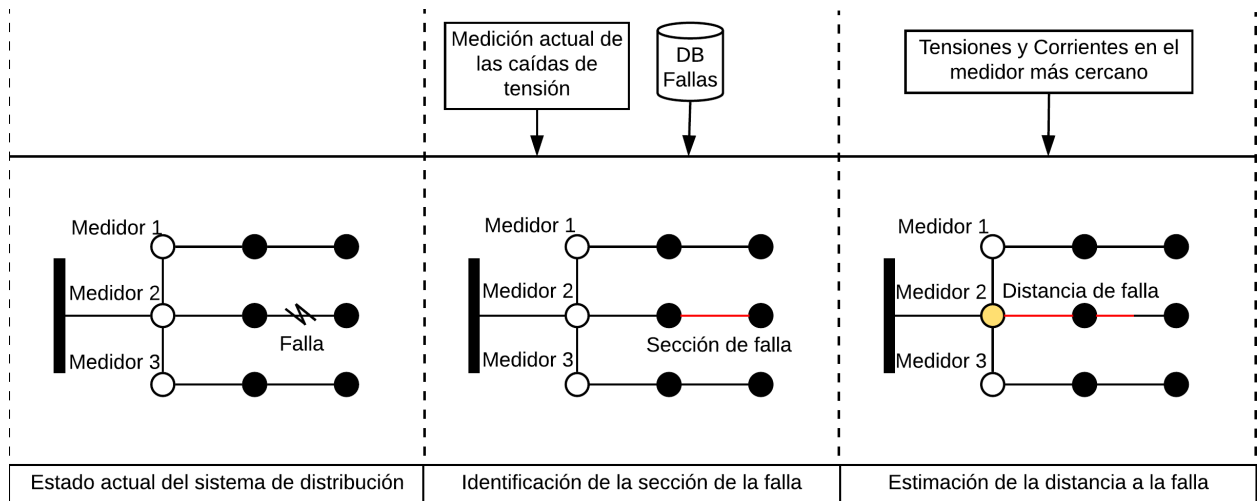 Medición actual de
las caídas de
tensión
DB
Fallas
Tensiones y Corrientes en el
medidor más cercano
Medidor 1
Medidor 2
Falla
Medidor 3
Medidor 1
Medidor 2
Sección de falla
Medidor 3
Medidor 1
Medidor 2
Distancia de falla
Medidor 3
Estado actual del sistema de distribución
Identificación de la sección de la falla
Estimación de la distancia a la falla